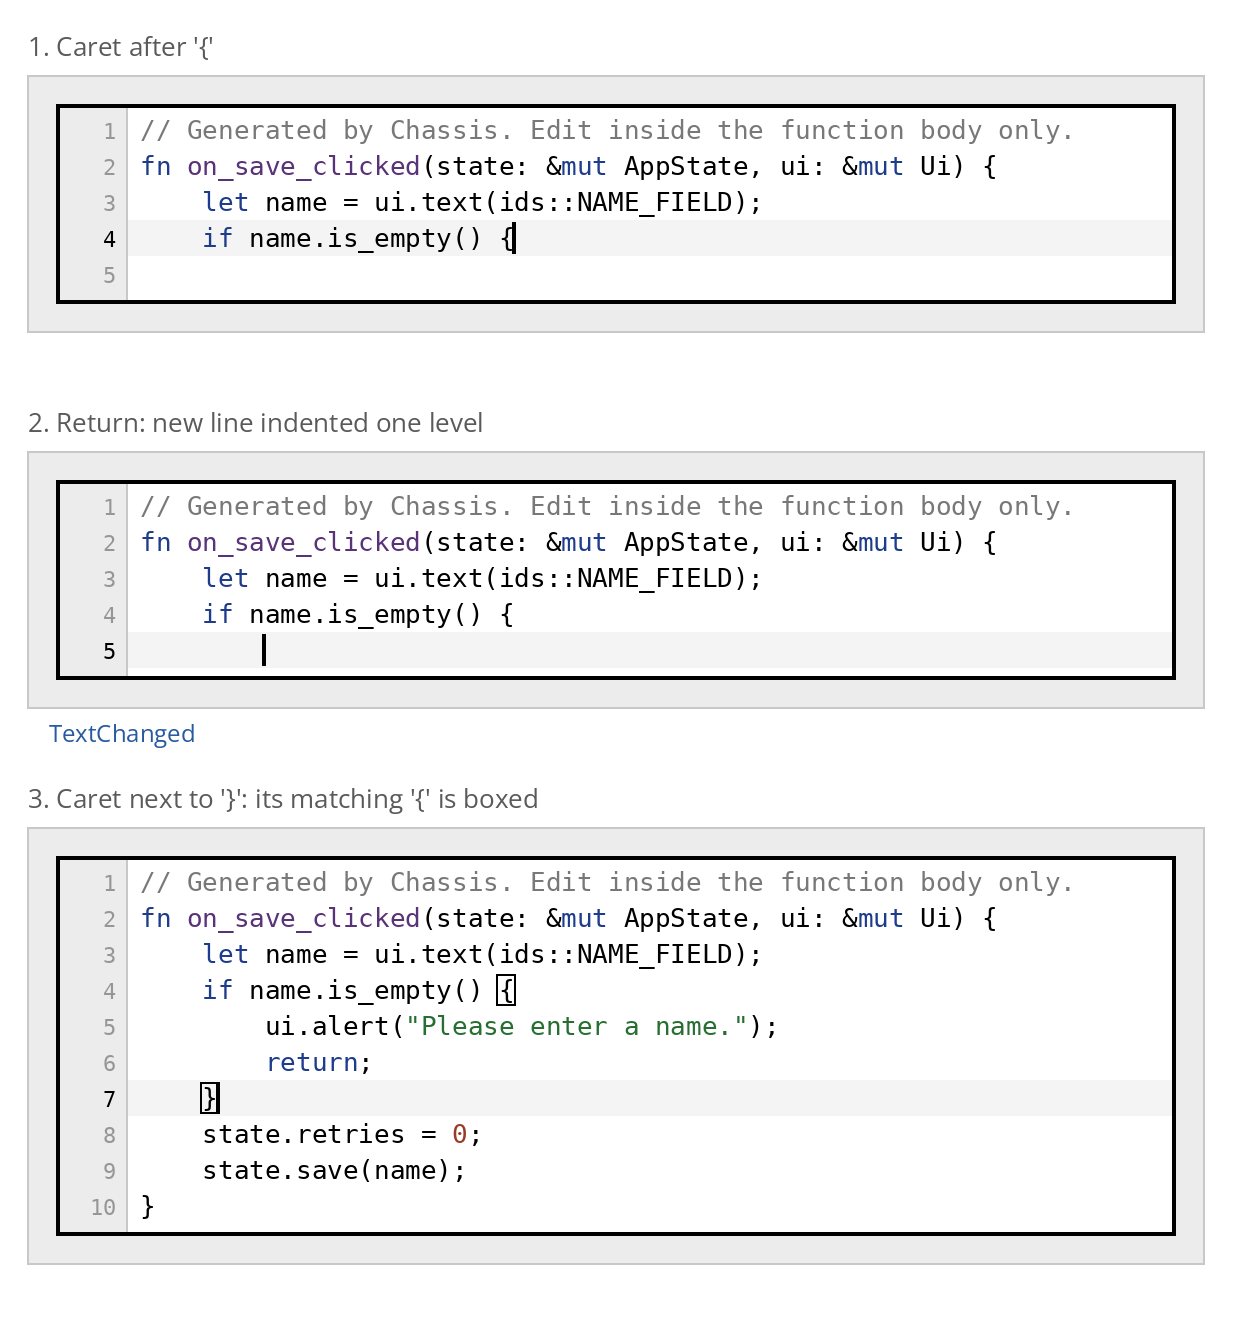 1. Caret after '{'
1 // Generated by Chassis. Edit inside the function body only.
2 fn on_save_clicked(state: &mut AppState, ui: &mut Ui) {
3     let name = ui.text(ids::NAME_FIELD);
4     if name.is_empty() {
5
2. Return: new line indented one level
1 // Generated by Chassis. Edit inside the function body only.
2 fn on_save_clicked(state: &mut AppState, ui: &mut Ui) {
3     let name = ui.text(ids::NAME_FIELD);
4     if name.is_empty() {
5
TextChanged
3. Caret next to '}': its matching '{' is boxed
1 // Generated by Chassis. Edit inside the function body only.
2 fn on_save_clicked(state: &mut AppState, ui: &mut Ui) {
3     let name = ui.text(ids::NAME_FIELD);
4     if name.is_empty() {
5         ui.alert("Please enter a name.");
6         return;
7     }
8     state.retries = 0;
9     state.save(name);
10 }